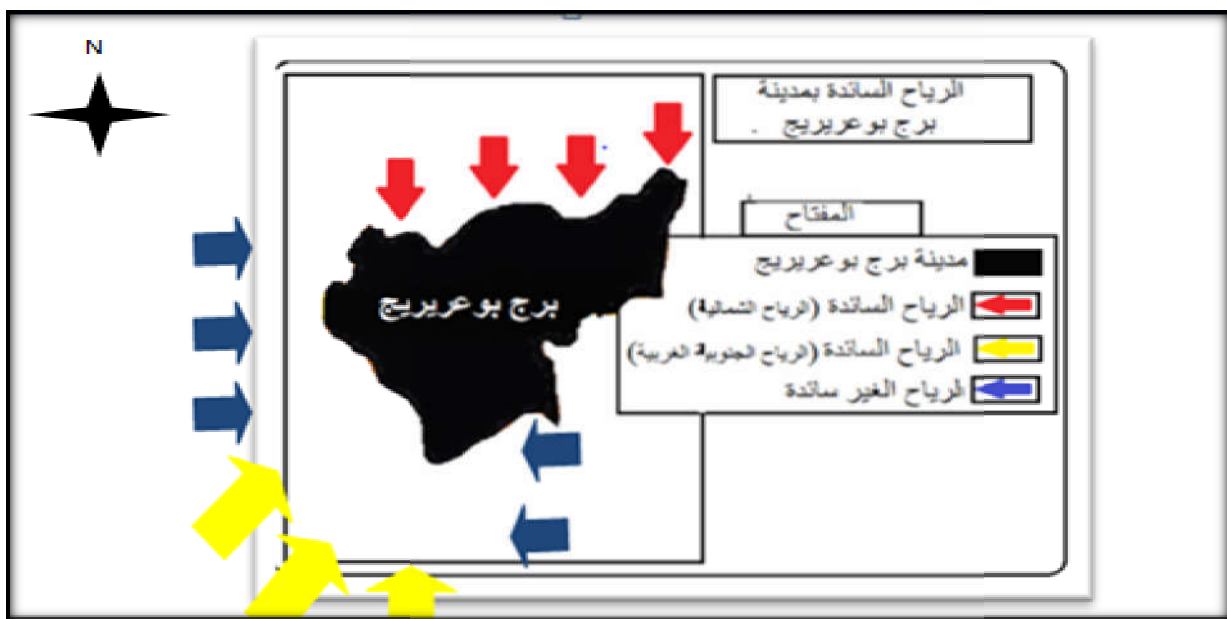 N
الرياح السائدة بمدينة
برج بوعريريج .
المفتاح
مدينة برج بوعريريج
الرياح السائدة (الرياح الشمالية)
الرياح السائدة (الرياح الجنوبية الغربية)
الرياح الغير سائدة
برج بوعريريج